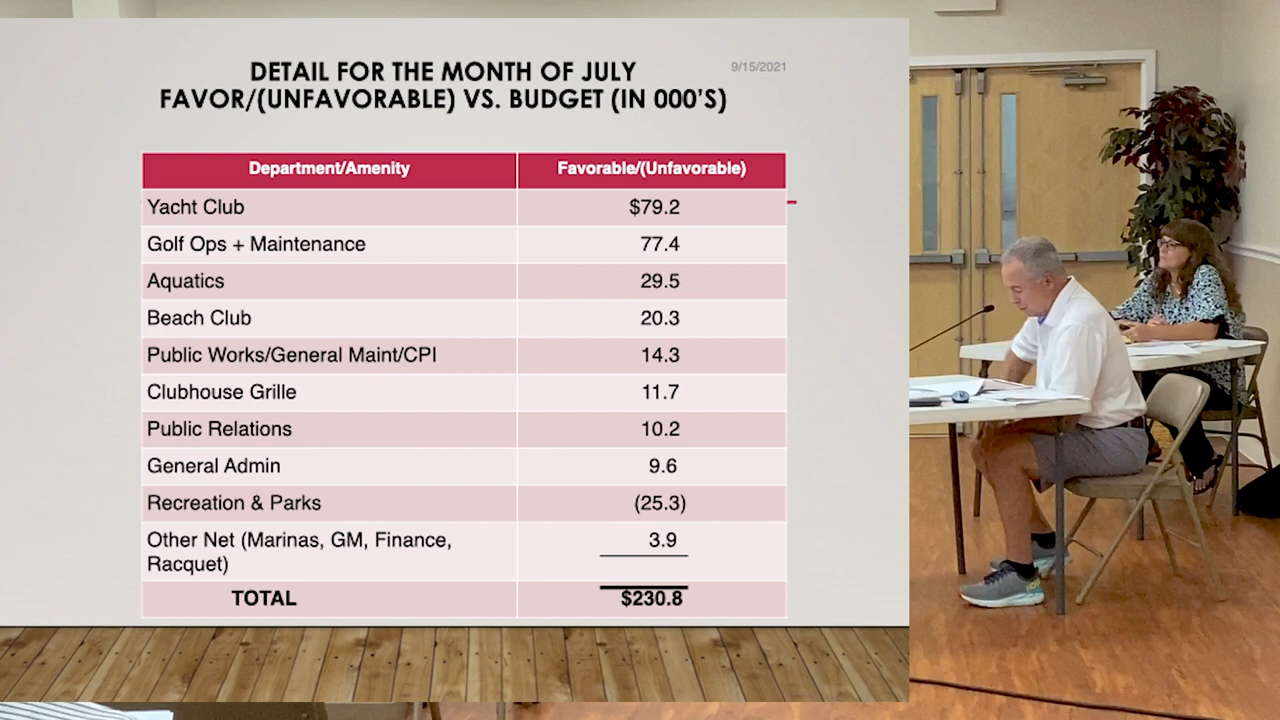 DETAIL FOR THE MONTH OF JULY
9/15/2021
FAVOR/(UNFAVORABLE) VS. BUDGET (IN 000'S)
Department/Amenity Favorable/(Unfavorable)
Yacht Club $79.2
Golf Ops + Maintenance 77.4
Aquatics 29.5
Beach Club 20.3
Public Works/General Maint/CPI 14.3
Clubhouse Grille 11.7
Public Relations 10.2
General Admin 9.6
Recreation & Parks (25.3)
Other Net (Marinas, GM, Finance, 3.9
Racquet)
TOTAL $230.8